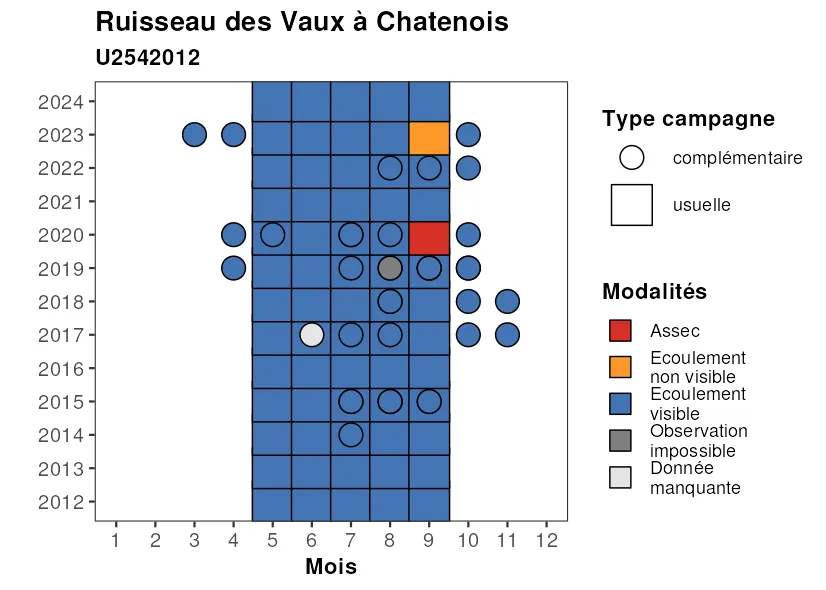 Ruisseau des Vaux à Chatenois
U2542012
2024
2023
2022
2021
2020
2019
2018
2017
2016
2015
2014
2013
2012
1 2 3 4 5 6 7 8 9 10 11 12
Mois
Type campagne
complémentaire
usuelle
Modalités
Assec
Ecoulement
non visible
Ecoulement
visible
Observation
impossible
Donnée
manquante